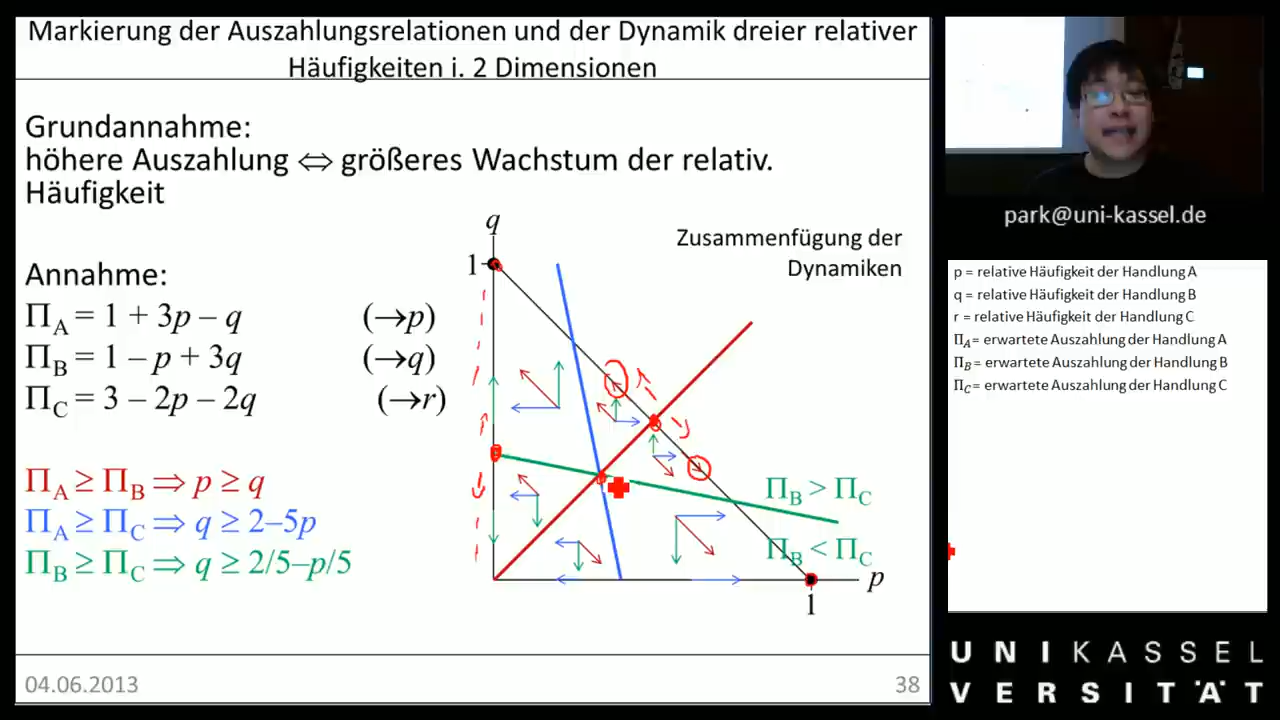 Markierung der Auszahlungsrelationen und der Dynamik dreier relativer
Häufigkeiten i. 2 Dimensionen
Grundannahme:
höhere Auszahlung ⇔ größeres Wachstum der relativ.
Häufigkeit
Annahme:
Π_A = 1 + 3p – q (→p)
Π_B = 1 – p + 3q (→q)
Π_C = 3 – 2p – 2q (→r)
Π_A ≥ Π_B ⇒ p ≥ q
Π_A ≥ Π_C ⇒ q ≥ 2–5p
Π_B ≥ Π_C ⇒ q ≥ 2/5–p/5
q
Zusammenfügung der
Dynamiken
1
Π_B > Π_C
Π_B < Π_C
p
1
04.06.2013
38
park@uni-kassel.de
p = relative Häufigkeit der Handlung A
q = relative Häufigkeit der Handlung B
r = relative Häufigkeit der Handlung C
Π_A= erwartete Auszahlung der Handlung A
Π_B= erwartete Auszahlung der Handlung B
Π_C= erwartete Auszahlung der Handlung C
UNIKASSEL
VERSITÄT